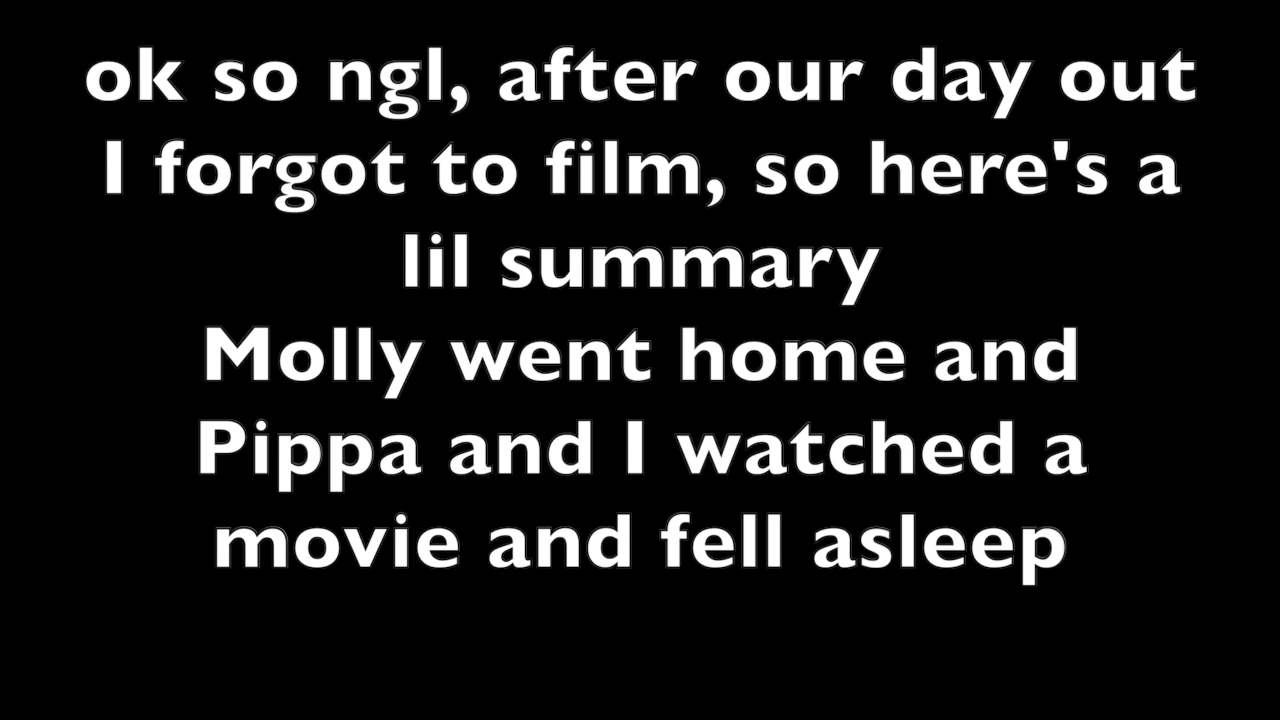 ok so ngl, after our day out
I forgot to film, so here's a
lil summary
Molly went home and
Pippa and I watched a
movie and fell asleep